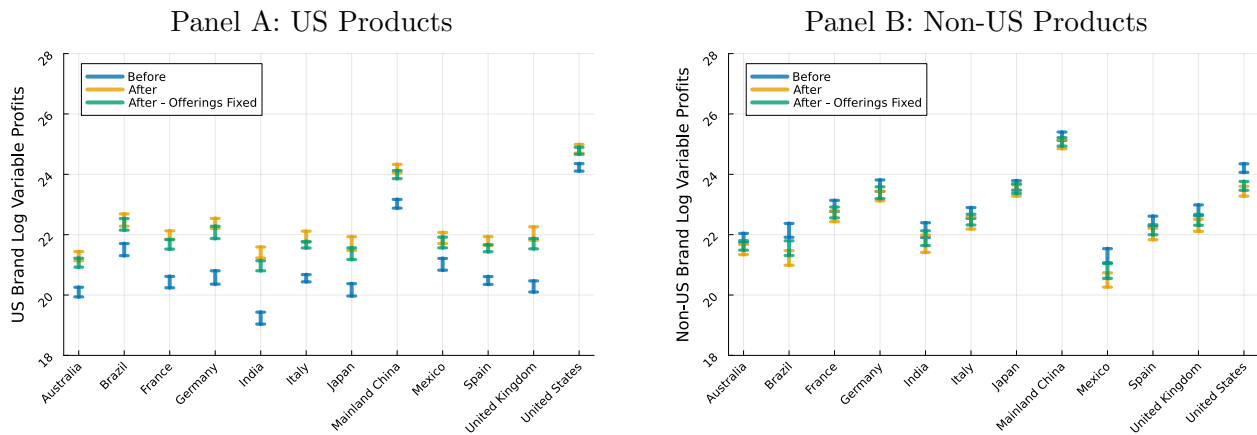 Panel A: US Products
US Brand Log Variable Profits
28
26
24
22
20
18
Before
After
After – Offerings Fixed
Australia
Brazil
France
Germany
India
Italy
Japan
Mainland China
Mexico
Spain
United Kingdom
United States
Panel B: Non-US Products
Non-US Brand Log Variable Profits
28
26
24
22
20
18
Before
After
After – Offerings Fixed
Australia
Brazil
France
Germany
India
Italy
Japan
Mainland China
Mexico
Spain
United Kingdom
United States